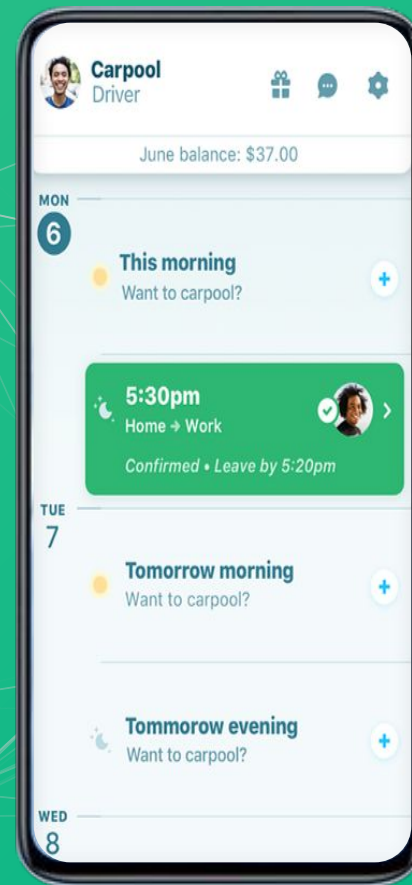 Carpool
Driver
June balance: $37.00
MON
6
This morning
Want to carpool?
5:30pm
Home → Work
Confirmed • Leave by 5:20pm
TUE
7
Tomorrow morning
Want to carpool?
Tommorow evening
Want to carpool?
WED
8